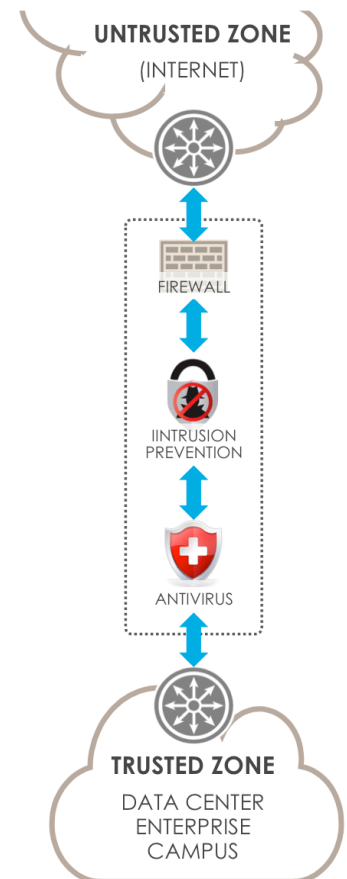 UNTRUSTED ZONE
(INTERNET)
FIREWALL
IINTRUSION
PREVENTION
ANTIVIRUS
TRUSTED ZONE
DATA CENTER
ENTERPRISE
CAMPUS